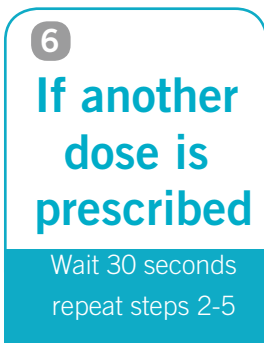 6
If another
dose is
prescribed
Wait 30 seconds
repeat steps 2-5